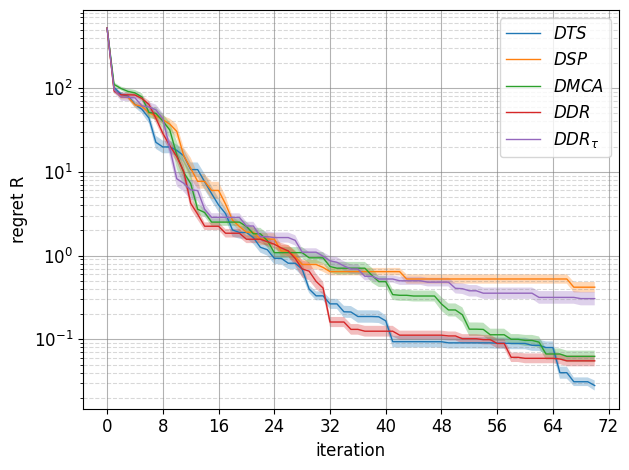 DTS
DSP
DMCA
DDR
DDR_τ
10²
10¹
10⁰
10⁻¹
regret R
0 8 16 24 32 40 48 56 64 72
iteration